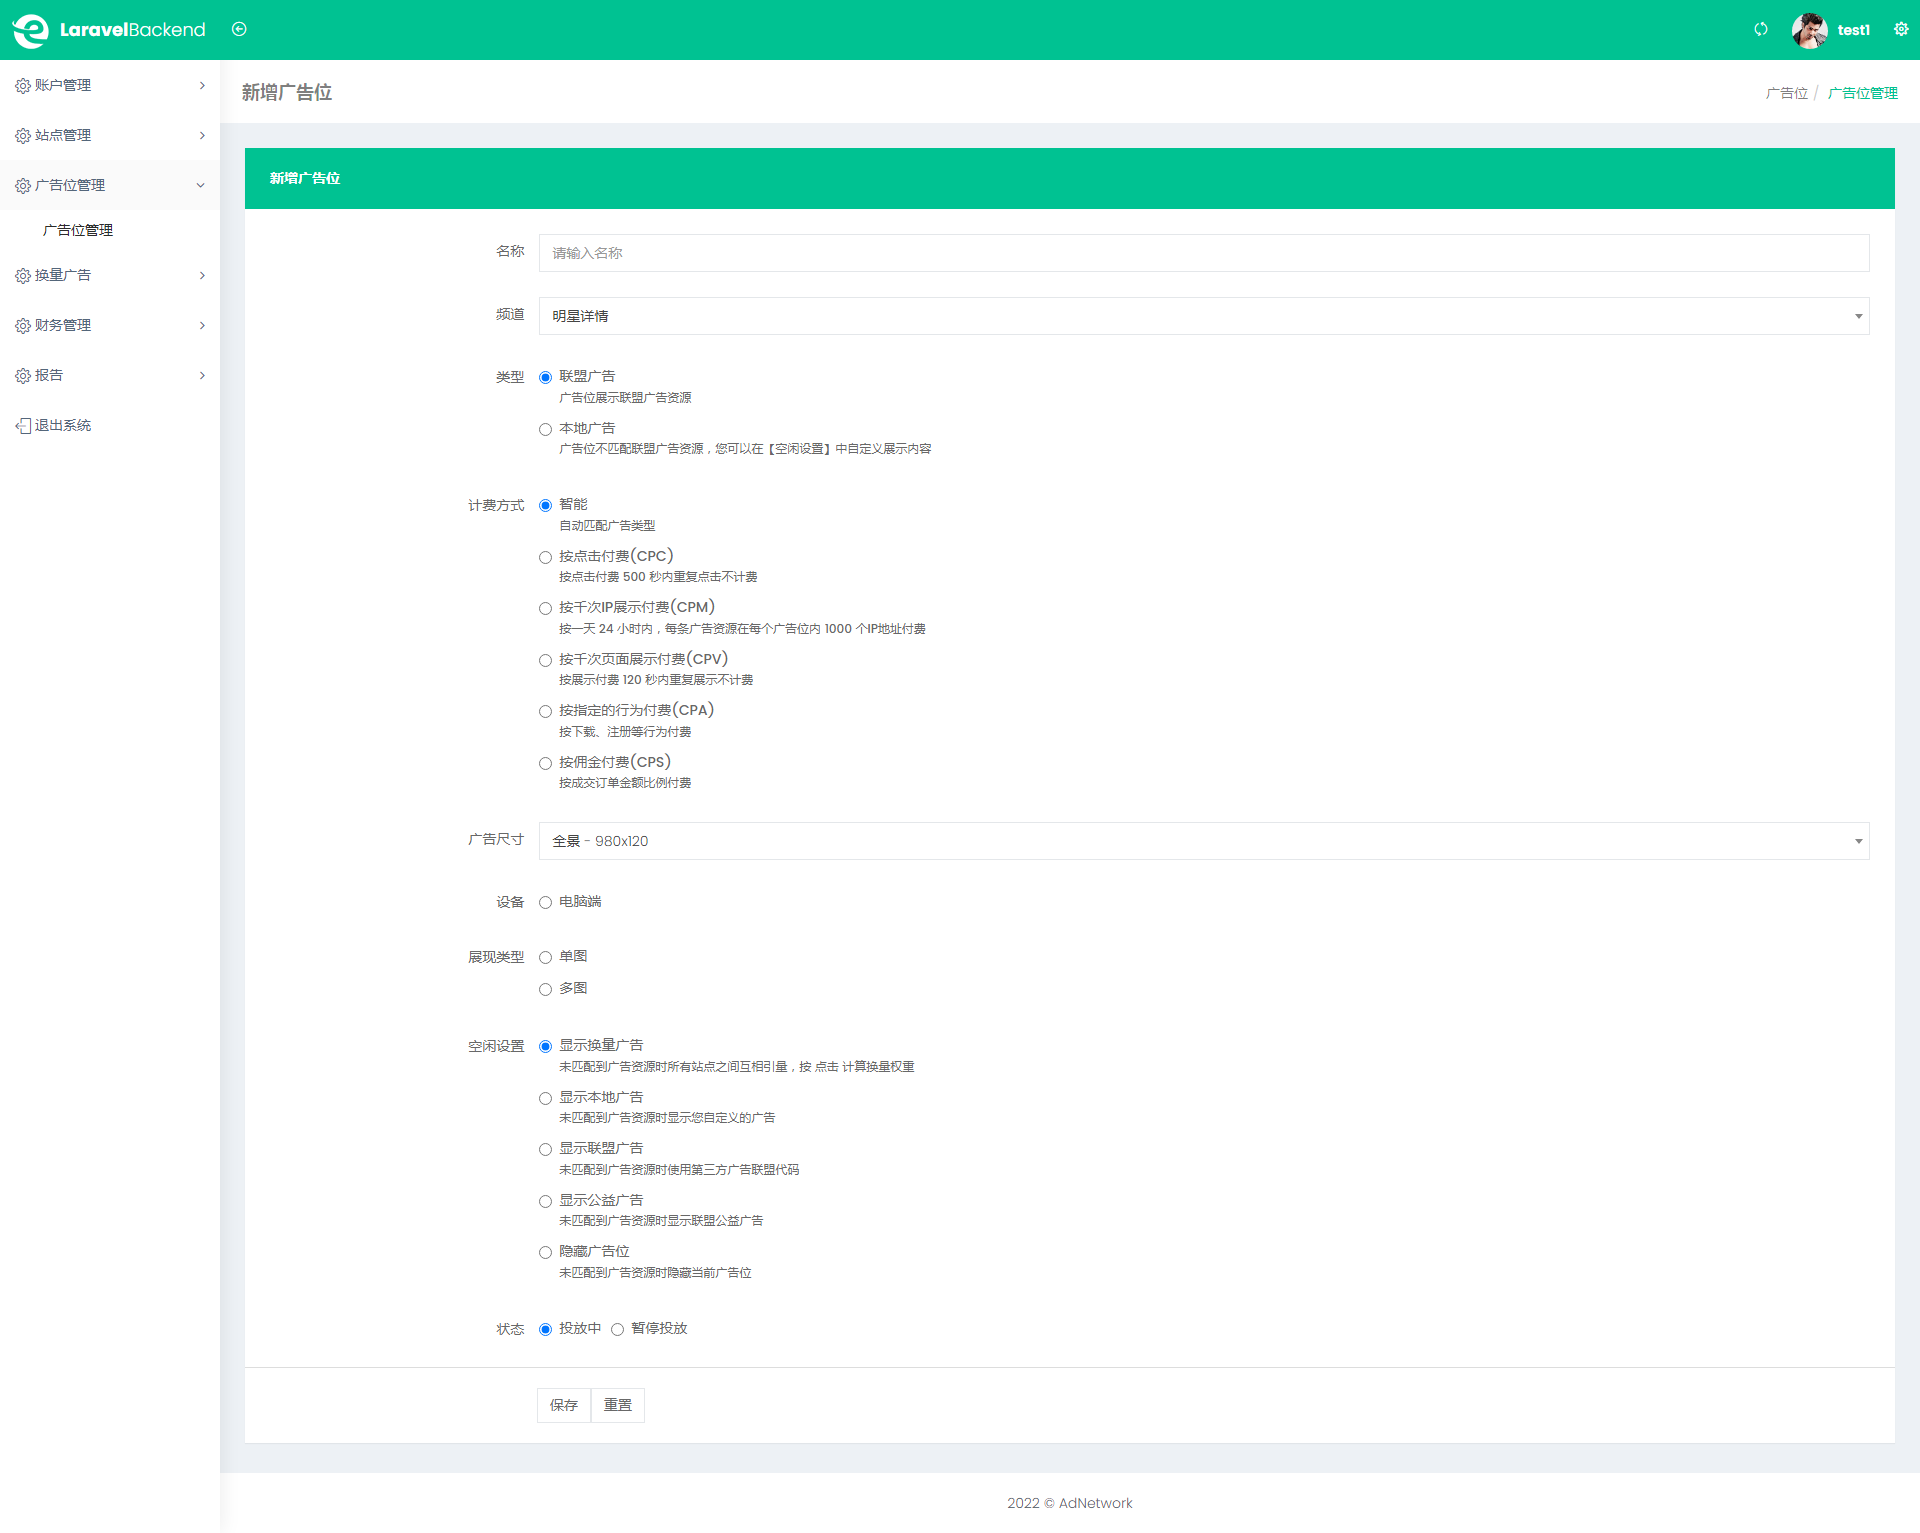 LaravelBackend
test1
账户管理
站点管理
广告位管理
广告位管理
换量广告
财务管理
报告
退出系统
新增广告位
广告位 / 广告位管理
新增广告位
名称 请输入名称
频道 明星详情
类型 联盟广告
广告位展示联盟广告资源
本地广告
广告位不匹配联盟广告资源，您可以在【空闲设置】中自定义展示内容
计费方式 智能
自动匹配广告类型
按点击付费(CPC)
按点击付费 500 秒内重复点击不计费
按千次IP展示付费(CPM)
按一天 24 小时内，每条广告资源在每个广告位内 1000 个IP地址付费
按千次页面展示付费(CPV)
按展示付费 120 秒内重复展示不计费
按指定的行为付费(CPA)
按下载、注册等行为付费
按佣金付费(CPS)
按成交订单金额比例付费
广告尺寸 全景 - 980x120
设备 电脑端
展现类型 单图
多图
空闲设置 显示换量广告
未匹配到广告资源时所有站点之间互相引量，按 点击 计算换量权重
显示本地广告
未匹配到广告资源时显示您自定义的广告
显示联盟广告
未匹配到广告资源时使用第三方广告联盟代码
显示公益广告
未匹配到广告资源时显示联盟公益广告
隐藏广告位
未匹配到广告资源时隐藏当前广告位
状态 投放中 暂停投放
保存 重置
2022 © AdNetwork